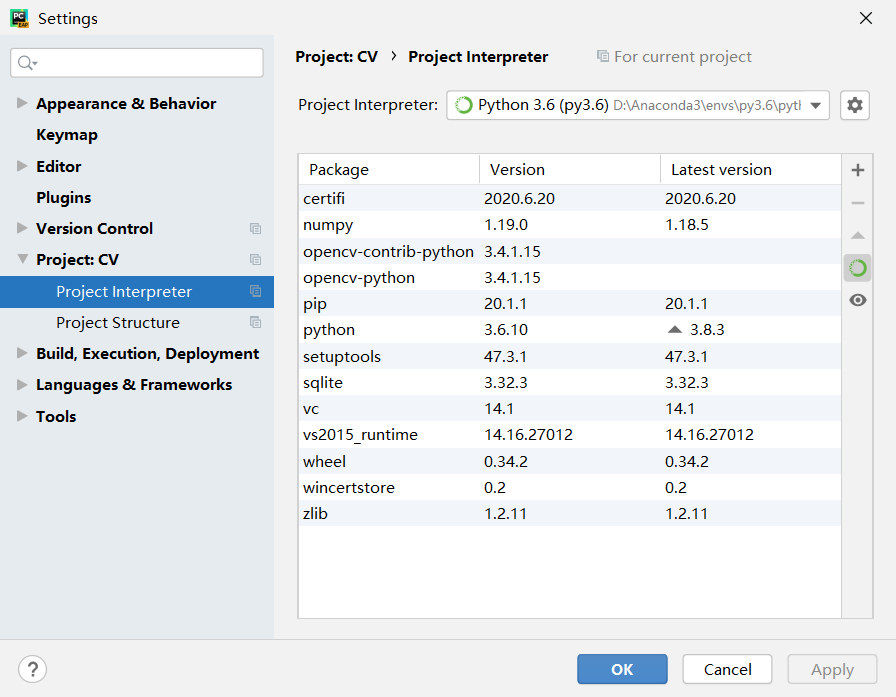 Settings
Project: CV › Project Interpreter For current project
Project Interpreter: Python 3.6 (py3.6) D:\Anaconda3\envs\py3.6\pyth
Appearance & Behavior
Keymap
Editor
Plugins
Version Control
Project: CV
Project Interpreter
Project Structure
Build, Execution, Deployment
Languages & Frameworks
Tools
Package Version Latest version
certifi 2020.6.20 2020.6.20
numpy 1.19.0 1.18.5
opencv-contrib-python 3.4.1.15
opencv-python 3.4.1.15
pip 20.1.1 20.1.1
python 3.6.10 3.8.3
setuptools 47.3.1 47.3.1
sqlite 3.32.3 3.32.3
vc 14.1 14.1
vs2015_runtime 14.16.27012 14.16.27012
wheel 0.34.2 0.34.2
wincertstore 0.2 0.2
zlib 1.2.11 1.2.11
? OK Cancel Apply